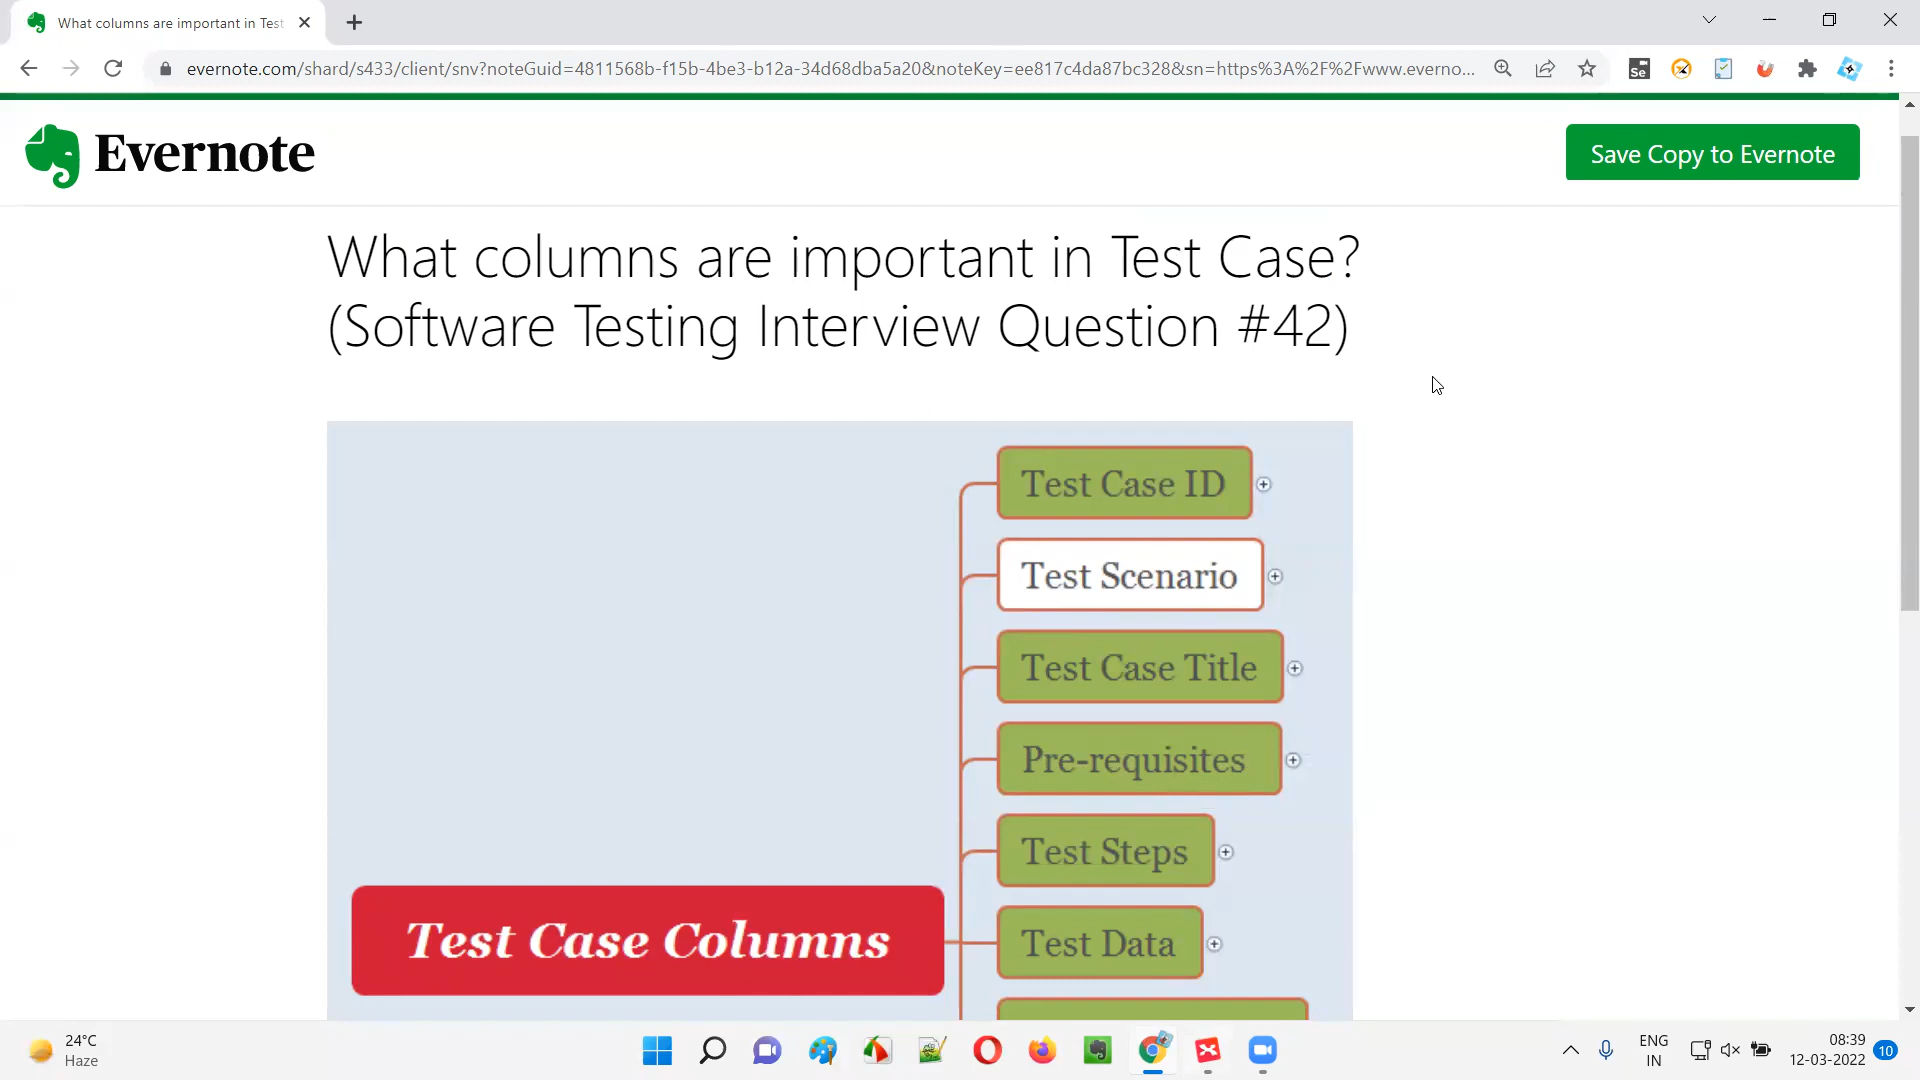 What columns are important in Test
evernote.com/shard/s433/client/snv?noteGuid=4811568b-f15b-4be3-b12a-34d68dba5a20&noteKey=ee817c4da87bc328&sn=https%3A%2F%2Fwww.everno...
Se
Evernote
Save Copy to Evernote
What columns are important in Test Case?
(Software Testing Interview Question #42)
Test Case ID
Test Scenario
Test Case Title
Pre-requisites
Test Steps
Test Data
Test Case Columns
24°C
Haze
ENG
IN
08:39
12-03-2022
10